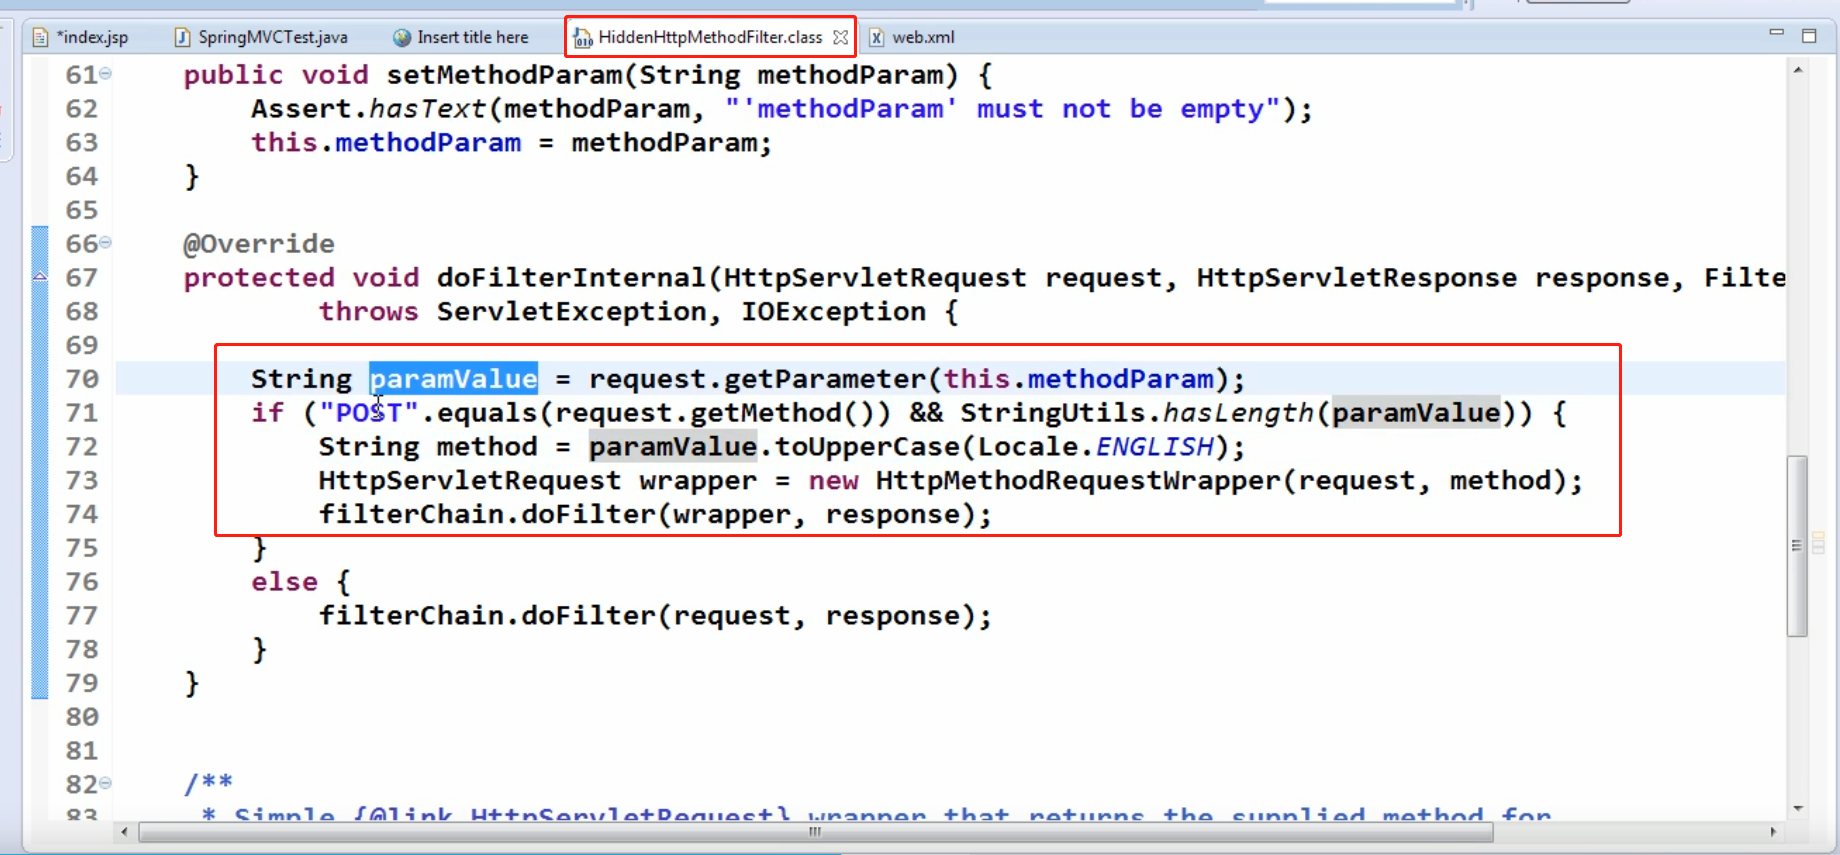 *index.jsp SpringMVCTest.java Insert title here HiddenHttpMethodFilter.class web.xml
61 public void setMethodParam(String methodParam) {
62 Assert.hasText(methodParam, "'methodParam' must not be empty");
63 this.methodParam = methodParam;
64 }
65
66 @Override
67 protected void doFilterInternal(HttpServletRequest request, HttpServletResponse response, Filte
68 throws ServletException, IOException {
69
70 String paramValue = request.getParameter(this.methodParam);
71 if ("POST".equals(request.getMethod()) && StringUtils.hasLength(paramValue)) {
72 String method = paramValue.toUpperCase(Locale.ENGLISH);
73 HttpServletRequest wrapper = new HttpMethodRequestWrapper(request, method);
74 filterChain.doFilter(wrapper, response);
75 }
76 else {
77 filterChain.doFilter(request, response);
78 }
79 }
80
81
82 /**
83 * Simple {@link HttpServletRequest} wrapper that returns the supplied method for